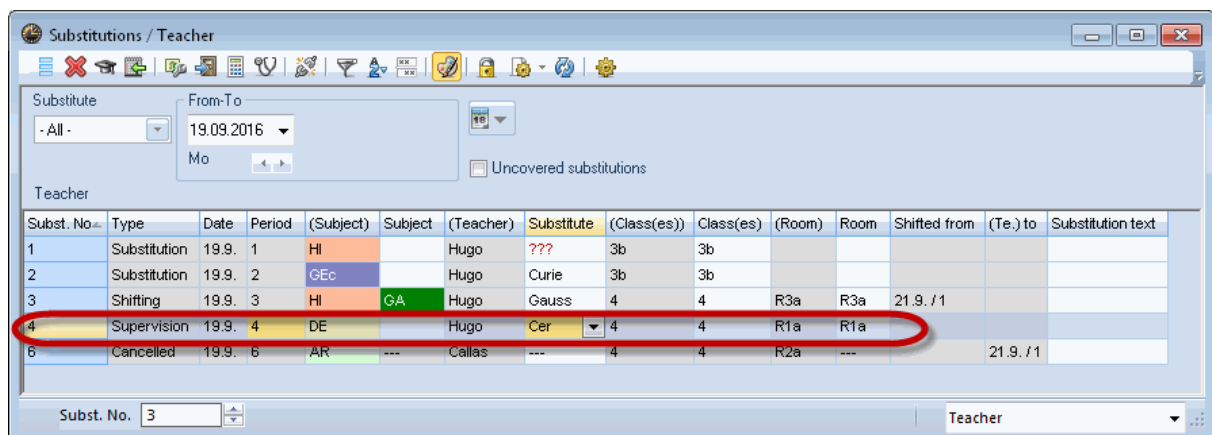 Substitutions / Teacher
Substitute From-To
- All - 19.09.2016
Mo
Uncovered substitutions
Teacher
Subst. No. Type Date Period (Subject) Subject (Teacher) Substitute (Class(es)) Class(es) (Room) Room Shifted from (Te.) to Substitution text
1 Substitution 19.9. 1 HI Hugo ??? 3b 3b
2 Substitution 19.9. 2 GEc Hugo Curie 3b 3b
3 Shifting 19.9. 3 HI GA Hugo Gauss 4 4 R3a R3a 21.9. / 1
4 Supervision 19.9. 4 DE Hugo Cer 4 4 R1a R1a
6 Cancelled 19.9. 6 AR --- Callas --- 4 4 R2a --- 21.9. / 1
Subst. No. 3 Teacher